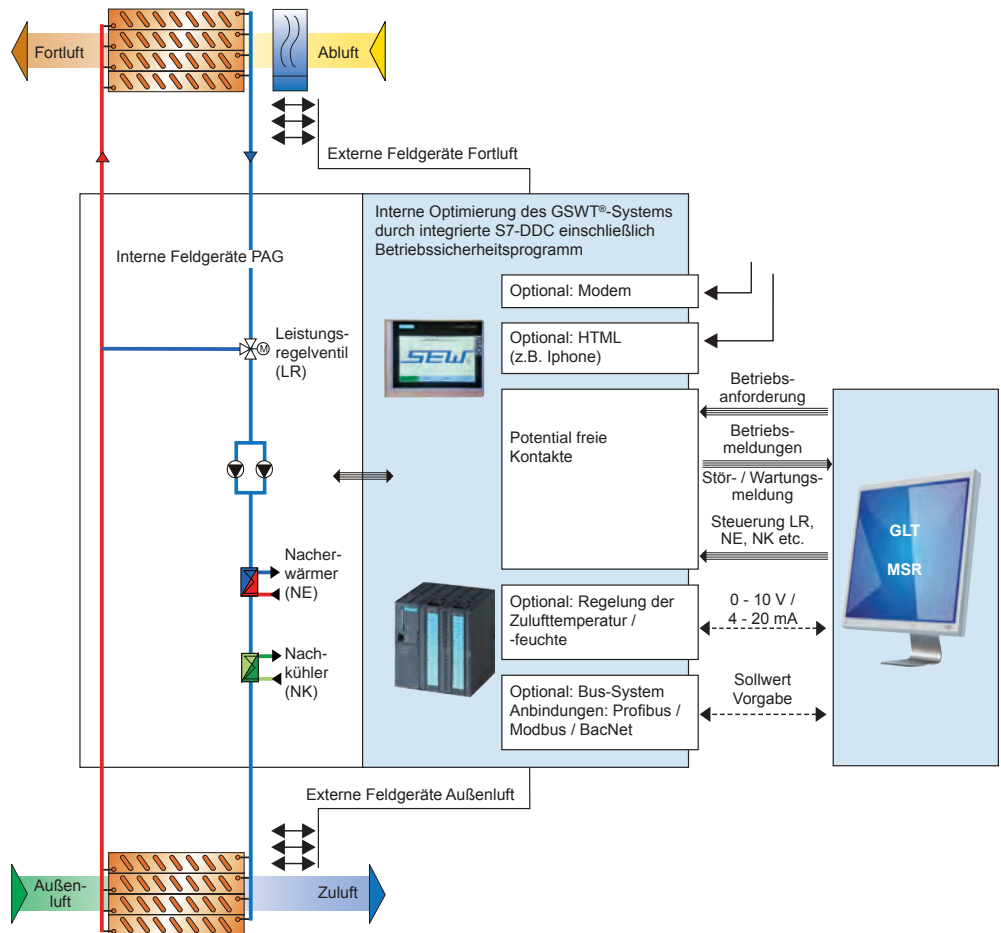 Fortluft
Abluft
Externe Feldgeräte Fortluft
Interne Feldgeräte PAG
Interne Optimierung des GSWT®-Systems
durch integrierte S7-DDC einschließlich
Betriebssicherheitsprogramm
Optional: Modem
Optional: HTML
(z.B. Iphone)
SEW
Leistungs-
regelventil
(LR)
M
Potential freie
Kontakte
Betriebs-
anforderung
Betriebs-
meldungen
Stör- / Wartungs-
meldung
Steuerung LR,
NE, NK etc.
GLT
MSR
Nacher-
wärmer
(NE)
Optional: Regelung der
Zulufttemperatur /
-feuchte
0 - 10 V /
4 - 20 mA
Nach-
kühler
(NK)
Optional: Bus-System
Anbindungen: Profibus /
Modbus / BacNet
Sollwert
Vorgabe
Externe Feldgeräte Außenluft
Außen-
luft
Zuluft